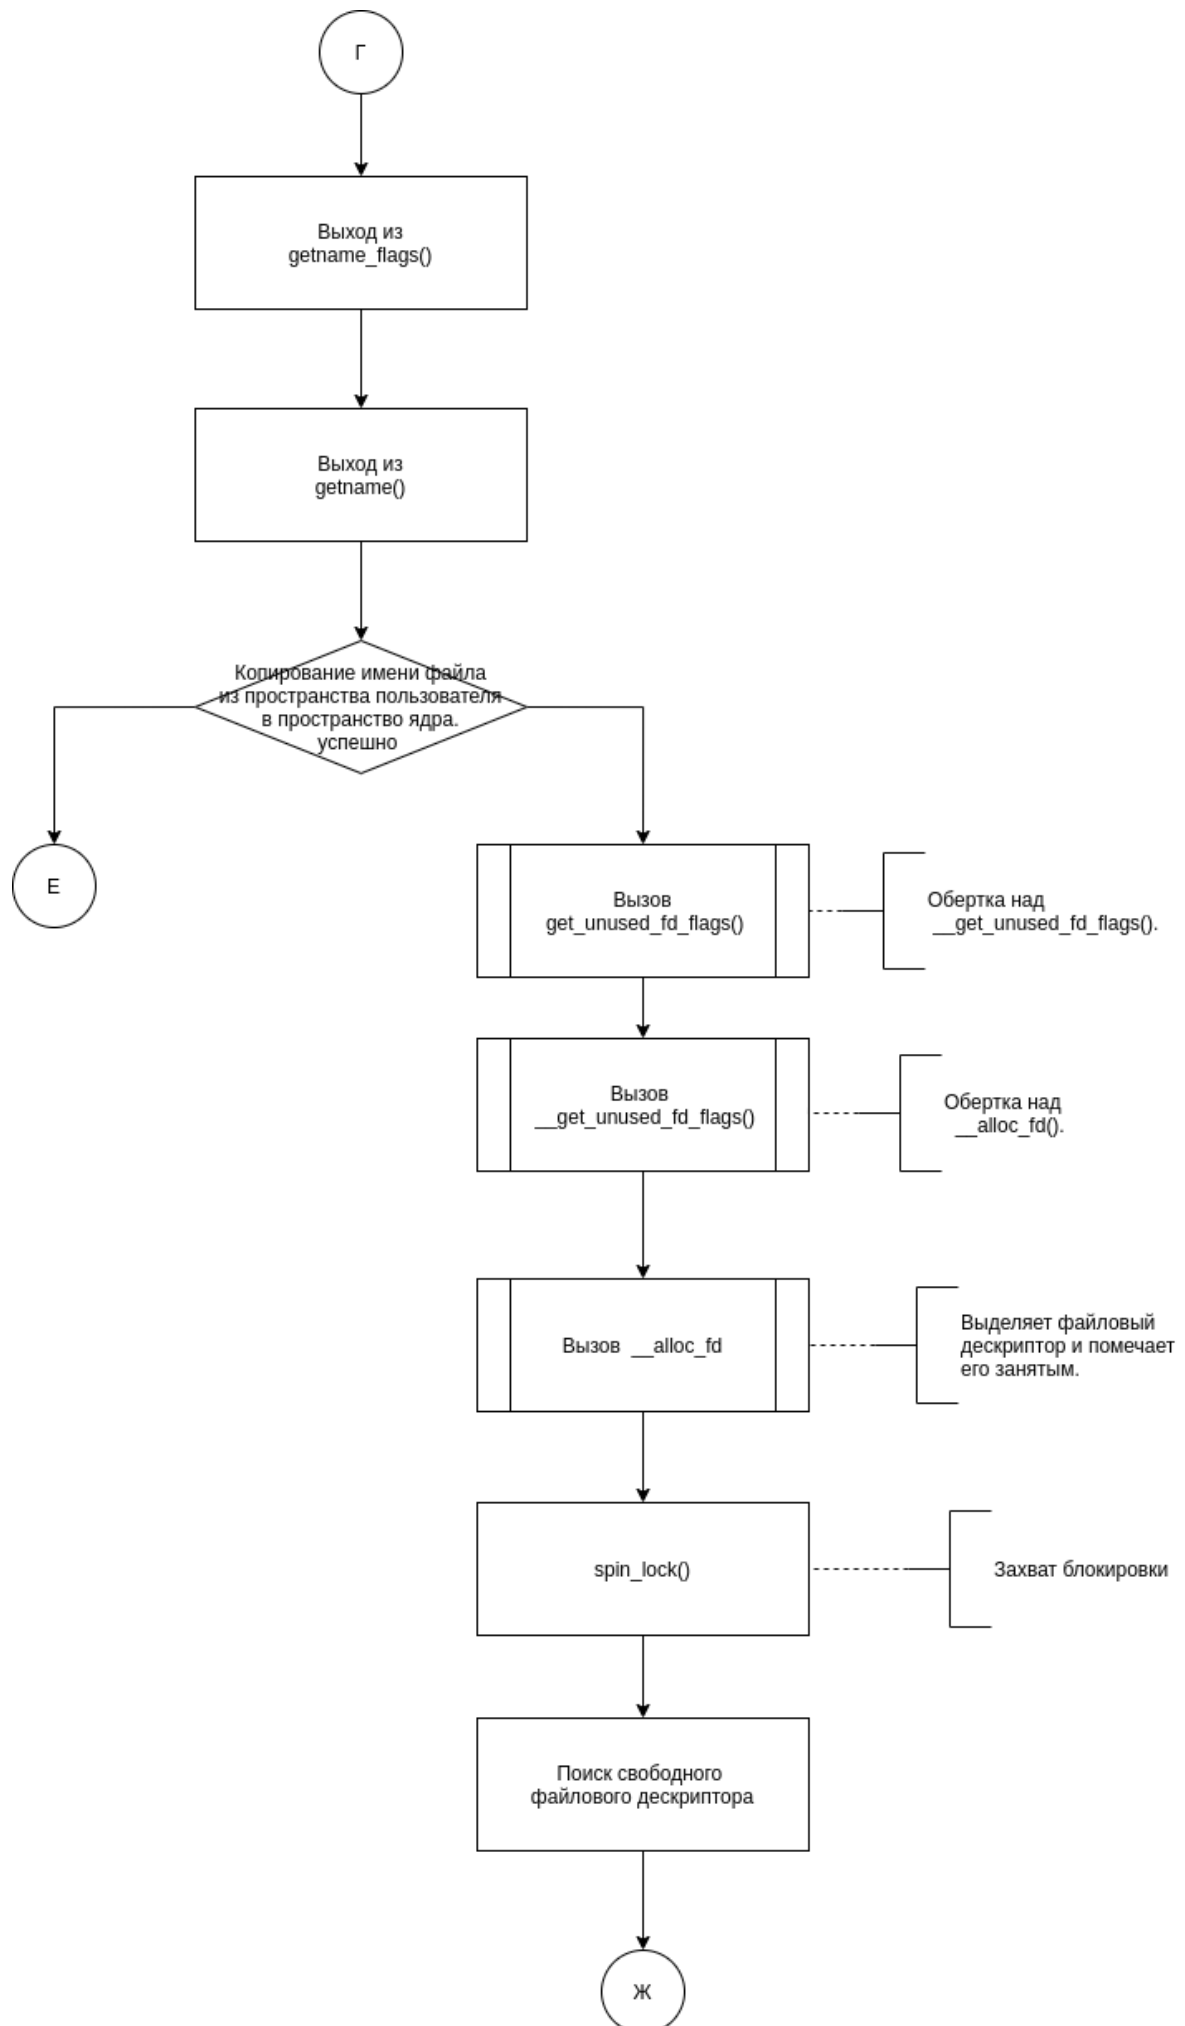 Г
Выход из
getname_flags()
Выход из
getname()
Копирование имени файла
из пространства пользователя
в пространство ядра.
успешно
Е
Вызов
get_unused_fd_flags()
Обертка над
__get_unused_fd_flags().
Вызов
__get_unused_fd_flags()
Обертка над
__alloc_fd().
Вызов __alloc_fd
Выделяет файловый
дескриптор и помечает
его занятым.
spin_lock()
Захват блокировки
Поиск свободного
файлового дескриптора
Ж